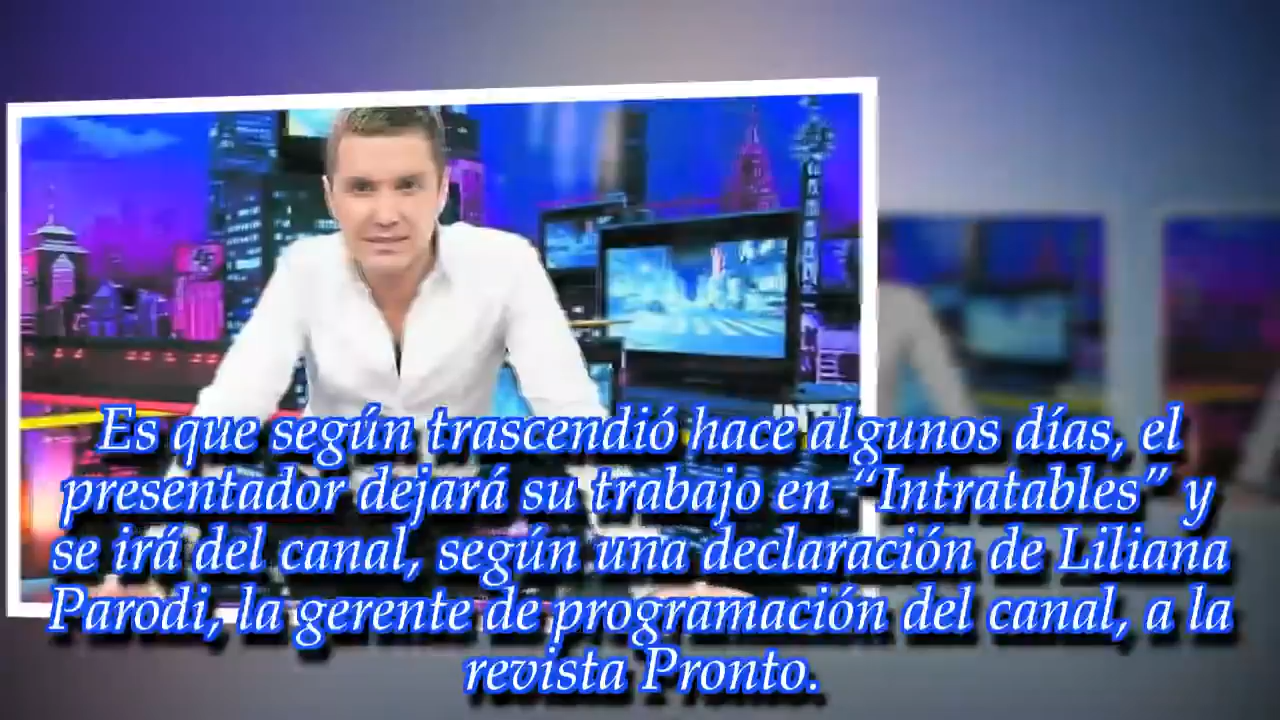 INT
Es que según trascendió hace algunos días, el
presentador dejará su trabajo en “Intratables” y
se irá del canal, según una declaración de Liliana
Parodi, la gerente de programación del canal, a la
revista Pronto.